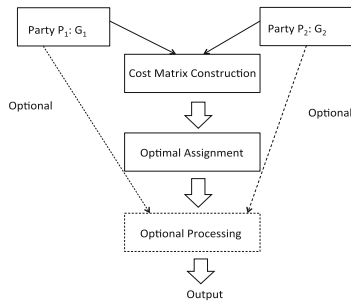 Party P₁: G₁
Party P₂: G₂
Cost Matrix Construction
Optional
Optional
Optimal Assignment
Optional Processing
Output